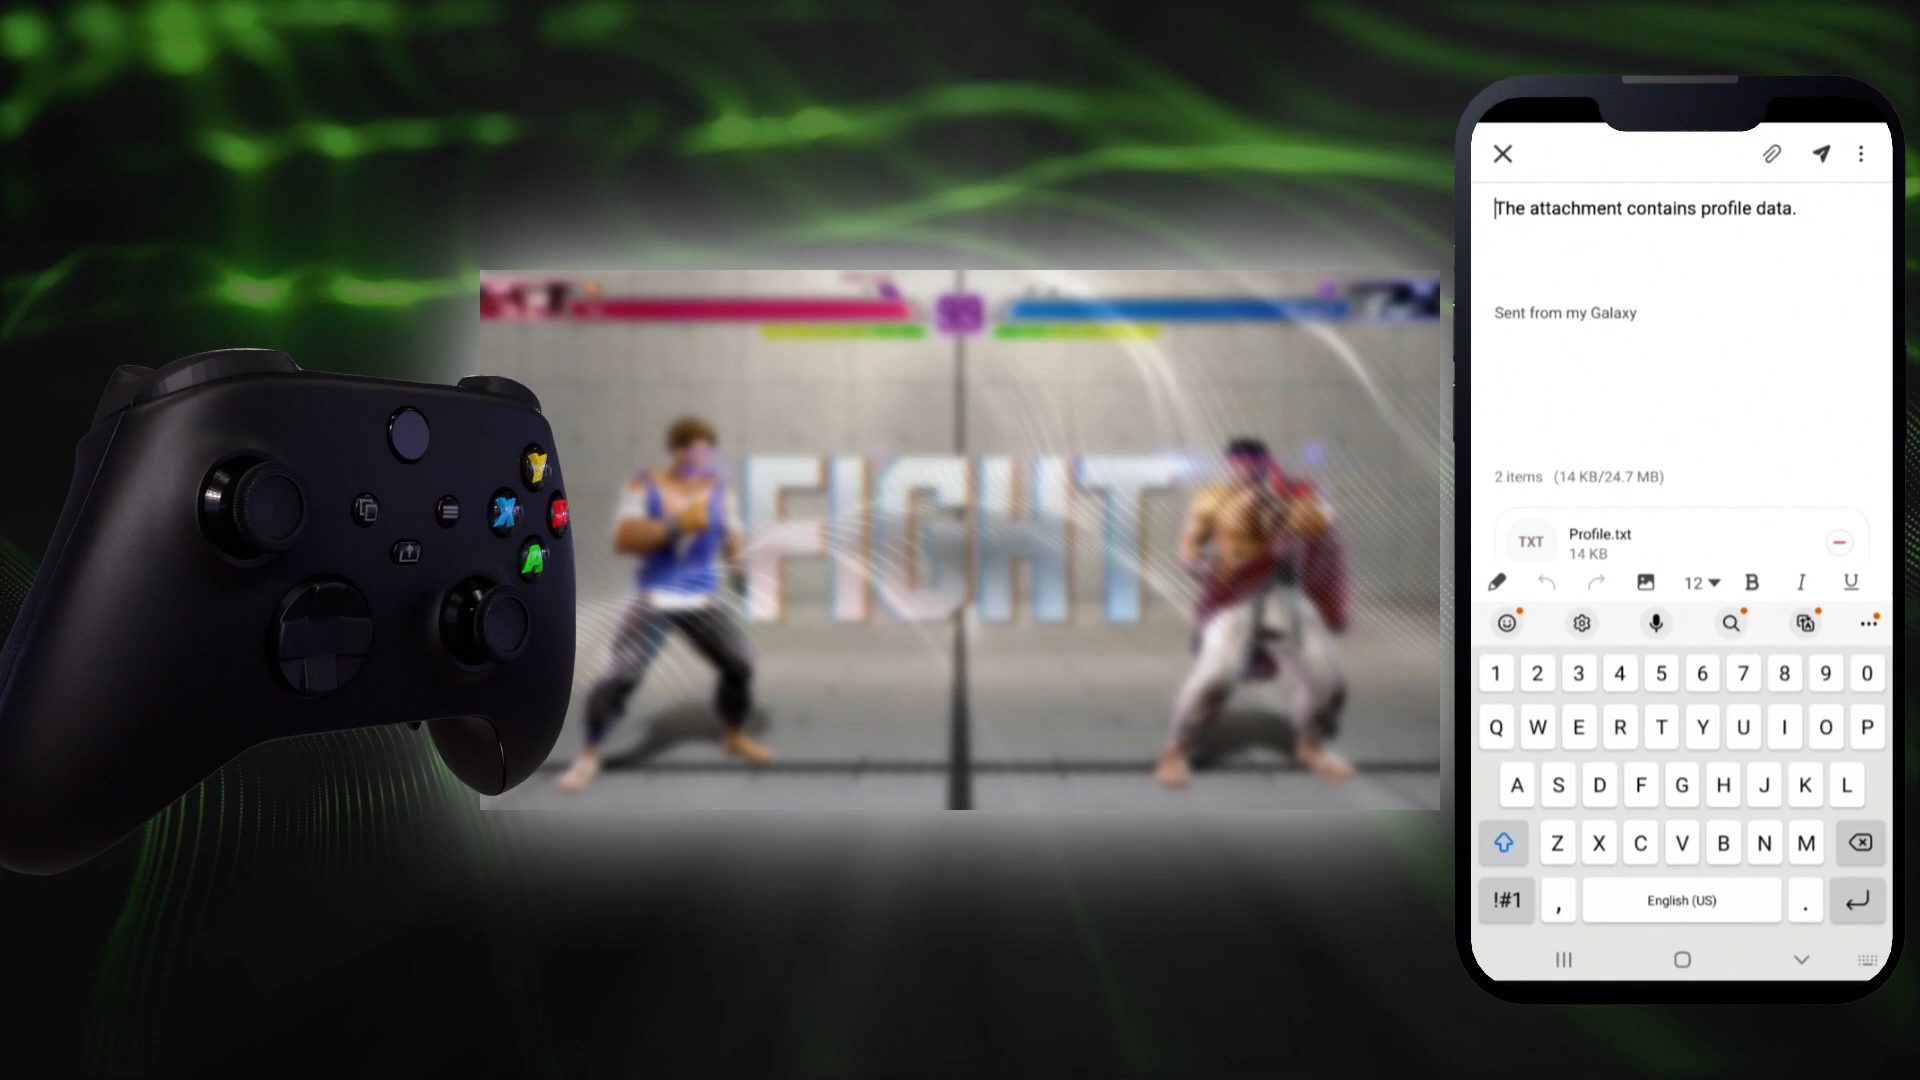 FIGHT
Y
X
A
The attachment contains profile data.
Sent from my Galaxy
2 items (14 KB/24.7 MB)
TXT
Profile.txt
14 KB
12
B I U
1 2 3 4 5 6 7 8 9 0
Q W E R T Y U I O P
A S D F G H J K L
Z X C V B N M
!#1 , English (US) .